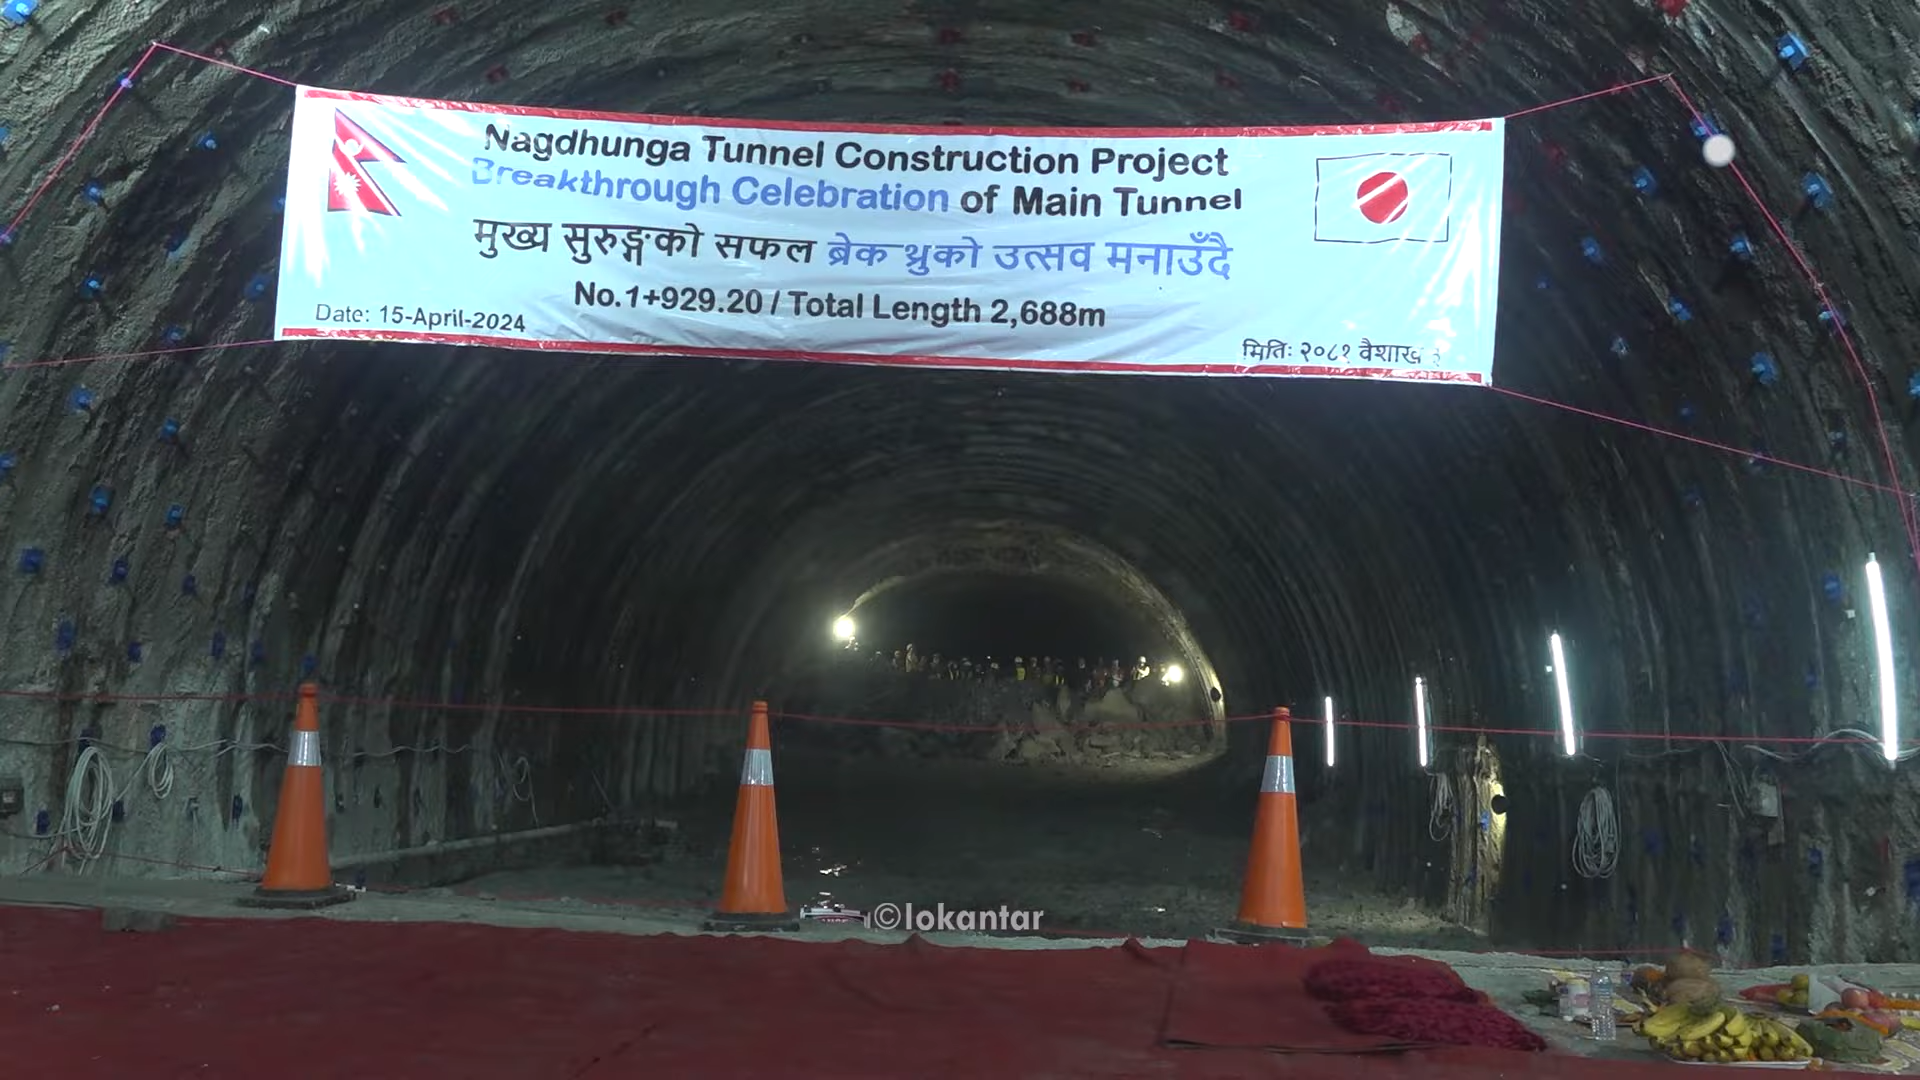 Nagdhunga Tunnel Construction Project
Breakthrough Celebration of Main Tunnel
मुख्य सुरुङ्गको सफल ब्रेक थ्रुको उत्सव मनाउँदै
No.1+929.20 / Total Length 2,688m
Date: 15-April-2024
मितिः २०८१ वैशाख ३
©lokantar